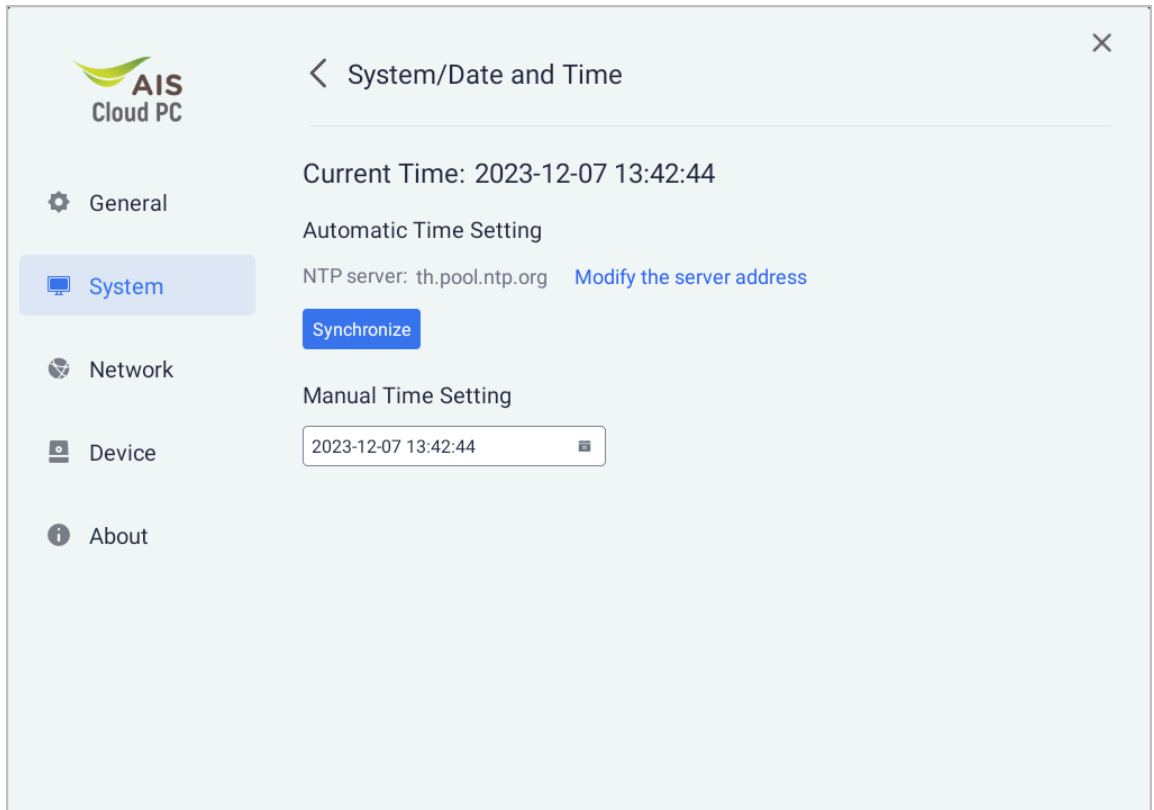 AIS
Cloud PC
General
System
Network
Device
About
System/Date and Time
Current Time: 2023-12-07 13:42:44
Automatic Time Setting
NTP server: th.pool.ntp.org Modify the server address
Synchronize
Manual Time Setting
2023-12-07 13:42:44